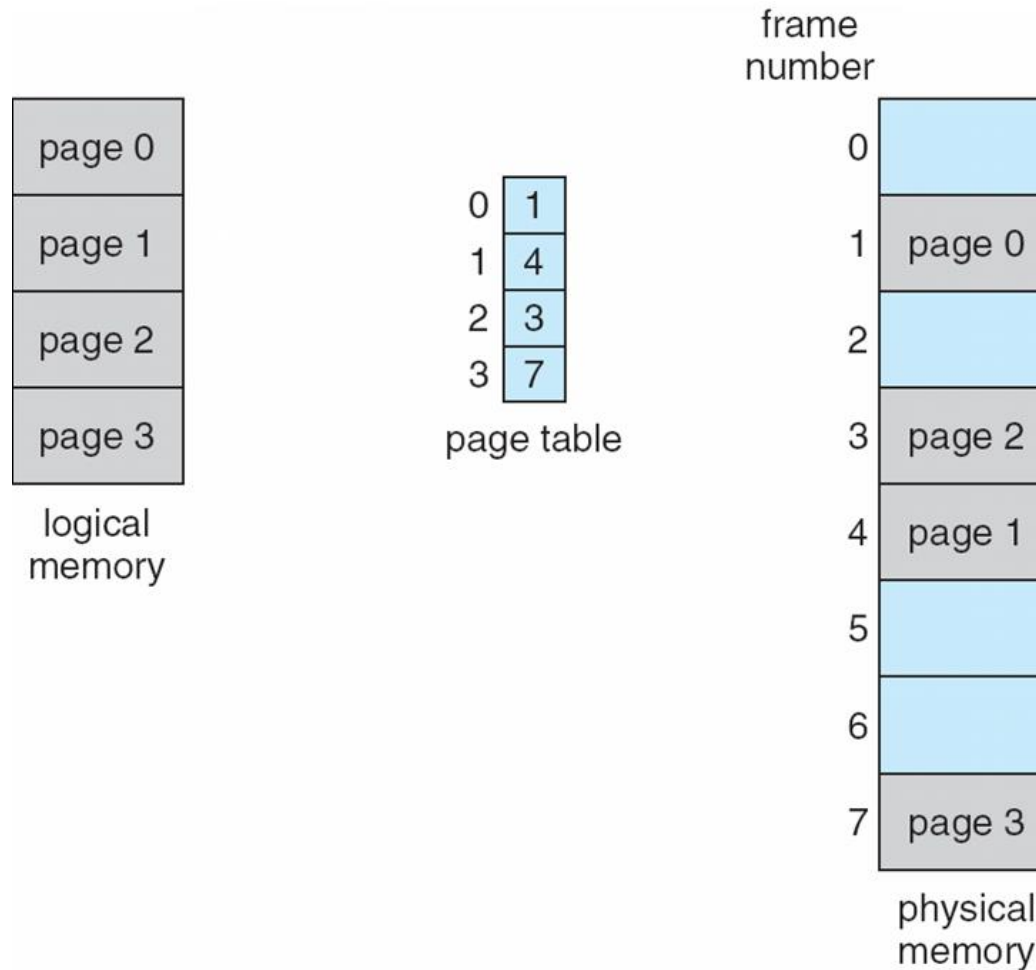 page 0
page 1
page 2
page 3
logical
memory
0 1
1 4
2 3
3 7
page table
frame
number
0
1 page 0
2
3 page 2
4 page 1
5
6
7 page 3
physical
memory